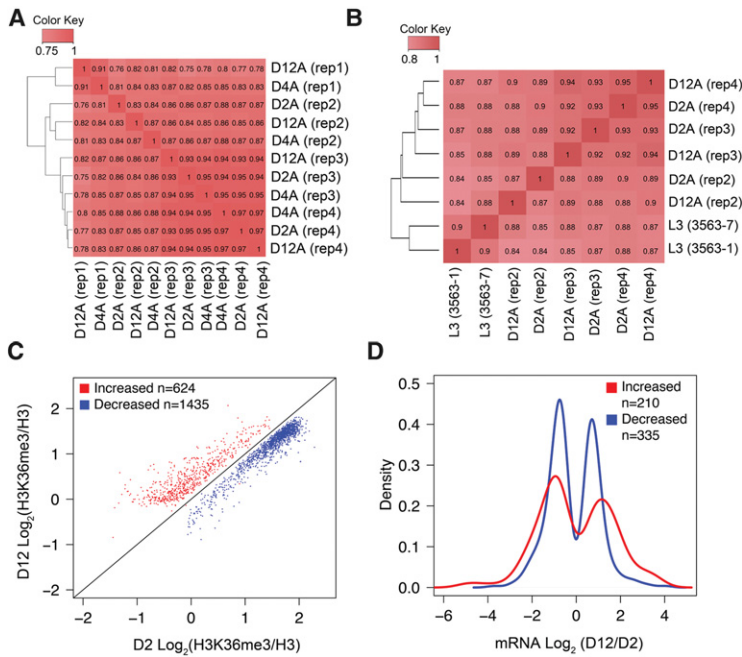 A
Color Key
0.75 1
1 0.91 0.76 0.82 0.81 0.82 0.75 0.78 0.8 0.77 0.78 D12A (rep1)
0.91 1 0.81 0.84 0.83 0.87 0.82 0.85 0.85 0.83 0.83 D4A (rep1)
0.76 0.81 1 0.83 0.84 0.86 0.84 0.85 0.88 0.87 0.87 D2A (rep2)
0.82 0.84 0.83 1 0.87 0.86 0.86 0.87 0.87 0.86 0.86 D12A (rep2)
0.81 0.83 0.84 0.87 1 0.87 0.86 0.87 0.88 0.87 0.87 D4A (rep2)
0.82 0.87 0.86 0.86 0.87 1 0.93 0.94 0.94 0.94 0.94 D12A (rep3)
0.75 0.82 0.84 0.86 0.86 0.93 1 0.95 0.95 0.95 0.95 D2A (rep3)
0.78 0.85 0.85 0.87 0.87 0.94 0.95 1 0.95 0.95 0.95 D4A (rep3)
0.8 0.85 0.88 0.87 0.88 0.94 0.95 0.95 1 0.97 0.97 D4A (rep4)
0.77 0.83 0.87 0.86 0.87 0.94 0.95 0.95 0.97 1 0.97 D2A (rep4)
0.78 0.83 0.87 0.86 0.87 0.94 0.95 0.95 0.97 0.97 1 D12A (rep4)
D12A (rep1)
D4A (rep1)
D2A (rep2)
D12A (rep2)
D4A (rep2)
D12A (rep3)
D2A (rep3)
D4A (rep3)
D4A (rep4)
D2A (rep4)
D12A (rep4)
B
Color Key
0.8 1
0.87 0.87 0.9 0.89 0.94 0.93 0.95 1 D12A (rep4)
0.88 0.88 0.88 0.9 0.92 0.93 1 0.95 D2A (rep4)
0.87 0.89 0.88 0.89 0.92 1 0.93 0.93 D2A (rep3)
0.85 0.88 0.89 0.88 1 0.92 0.92 0.94 D12A (rep3)
0.84 0.87 0.88 1 0.88 0.89 0.9 0.89 D2A (rep2)
0.84 0.88 1 0.88 0.89 0.88 0.88 0.9 D12A (rep2)
0.9 1 0.88 0.87 0.88 0.89 0.88 0.87 L3 (3563-7)
1 0.9 0.84 0.84 0.85 0.87 0.88 0.87 L3 (3563-1)
L3 (3563-1)
L3 (3563-7)
D12A (rep2)
D2A (rep2)
D12A (rep3)
D2A (rep3)
D2A (rep4)
D12A (rep4)
C
Increased n=624
Decreased n=1435
D12 Log2(H3K36me3/H3)
2
1
0
−1
−2
−2 −1 0 1 2
D2 Log2(H3K36me3/H3)
D
Increased
n=210
Decreased
n=335
Density
0.5
0.4
0.3
0.2
0.1
0.0
−6 −4 −2 0 2 4
mRNA Log2 (D12/D2)